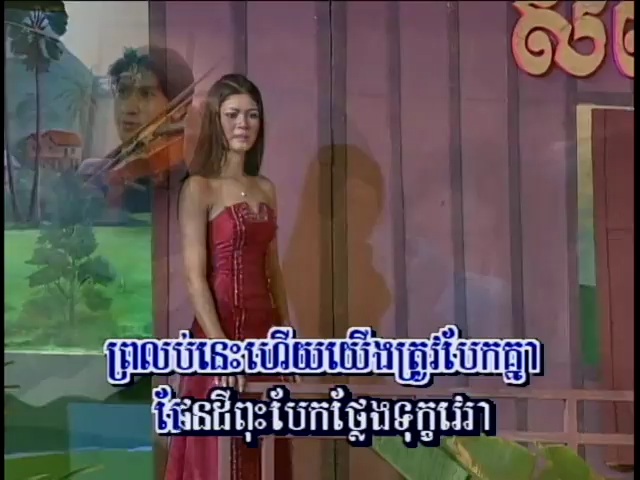 ព្រលប់នេះហើយយើងត្រូវបែកគ្នា
ផែនដីពុះបែកថ្លែងទុក្ខវេរា